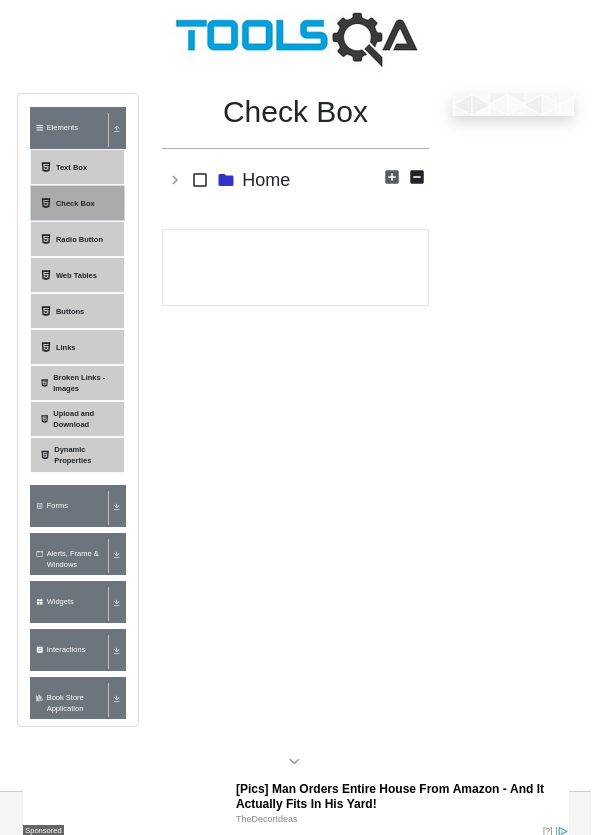 TOOLSQA
Check Box
Elements
Text Box
Check Box
Radio Button
Web Tables
Buttons
Links
Broken Links -
Images
Upload and
Download
Dynamic
Properties
Forms
Alerts, Frame &
Windows
Widgets
Interactions
Book Store
Application
Home
[Pics] Man Orders Entire House From Amazon - And It
Actually Fits In His Yard!
TheDecorIdeas
Sponsored
[?]